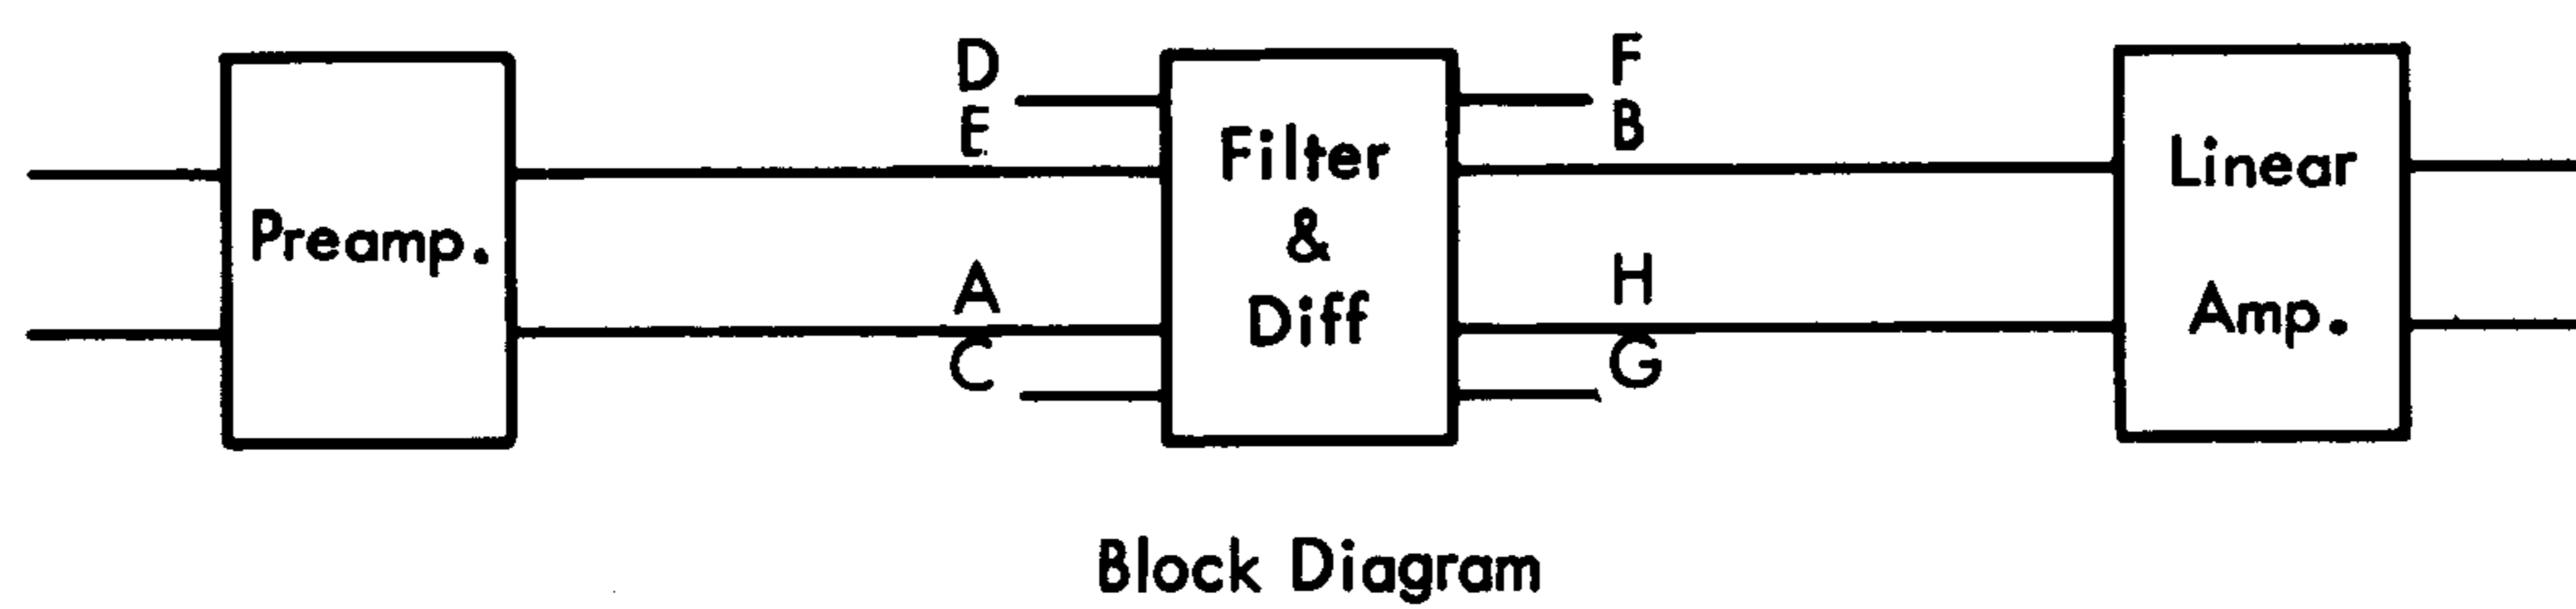 D
E
A
C
Preamp.
Filter
&
Diff
F
B
H
G
Linear
Amp.
Block Diagram